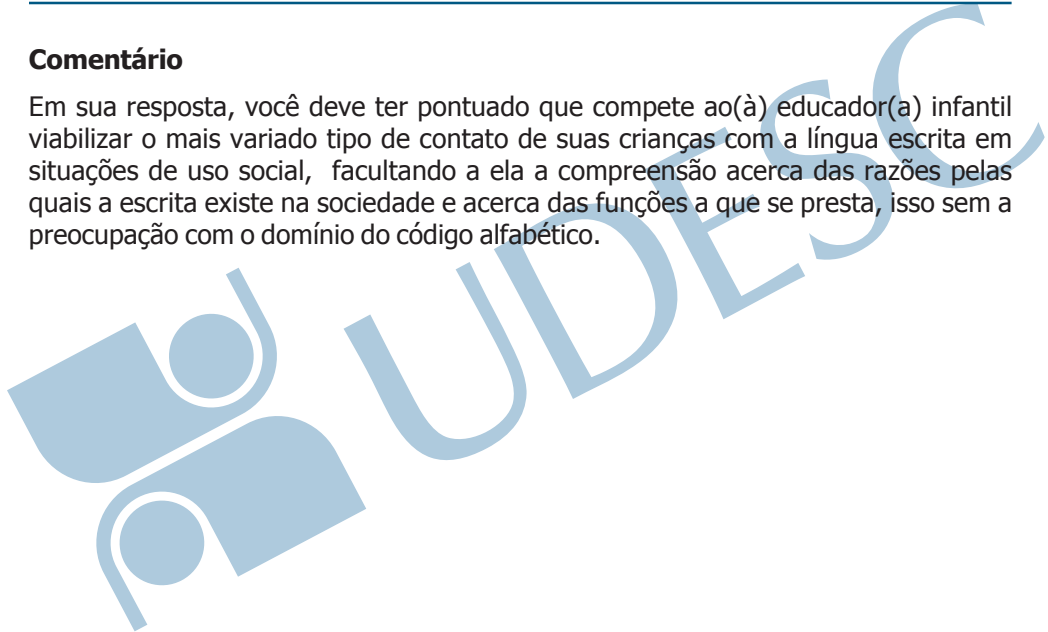 Comentário
Em sua resposta, você deve ter pontuado que compete ao(à) educador(a) infantil
viabilizar o mais variado tipo de contato de suas crianças com a língua escrita em
situações de uso social, facultando a ela a compreensão acerca das razões pelas
quais a escrita existe na sociedade e acerca das funções a que se presta, isso sem a
preocupação com o domínio do código alfabético.
UDESC